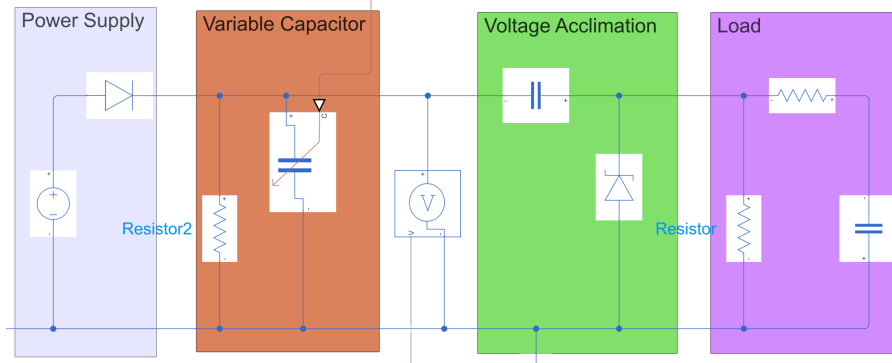 Power Supply
Variable Capacitor
Voltage Acclimation
Load
+
-
+
-
Resistor2
+
-
C
+
-
V
+
V
-
-
+
Resistor
+
-
-
+
-
+